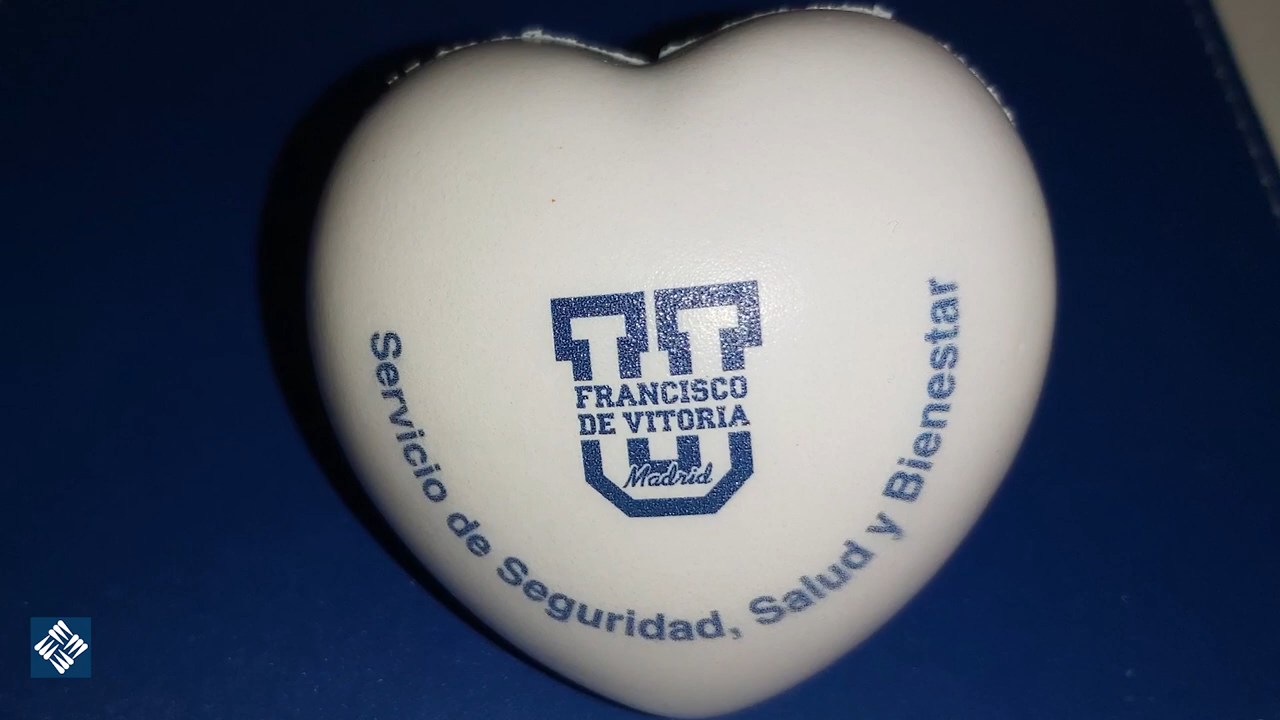 FRANCISCO
DE VITORIA
Madrid
Servicio de Seguridad, Salud y Bienestar